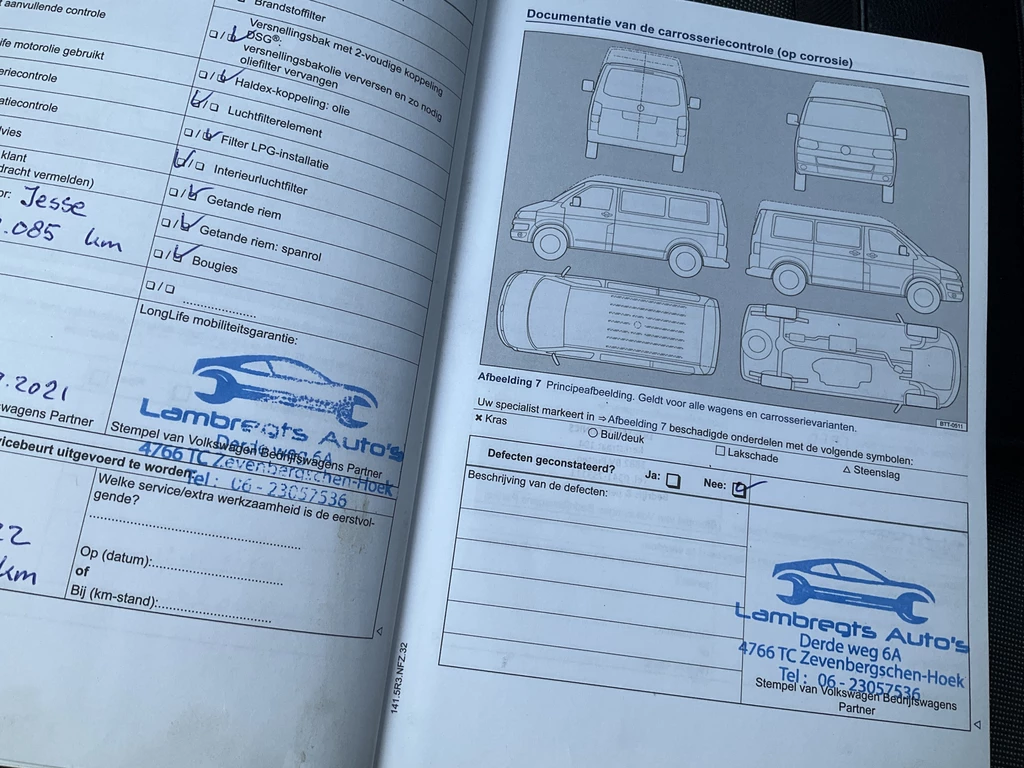 aanvullende controle
life motorolie gebruikt
klant
Jesse
.085 km
.2021
swagens Partner
Brandstoffilter
Versnellingsbak met 2-voudige koppeling
DSG®:
versnellingsbakolie verversen en zo nodig
oliefilter vervangen
Haldex-koppeling: olie
Luchtfilterelement
Filter LPG-installatie
Interieurluchtfilter
Getande riem
Getande riem: spanrol
Bougies
LongLife mobiliteitsgarantie:
Lambregts Auto's
Stempel van Volkswagen Bedrijfswagens Partner
Derde weg 6A
4766 TC Zevenbergschen-Hoek
Tel : 06 - 23057536
vicebeurt uitgevoerd te worden
Welke service/extra werkzaamheid is de eerstvol-
gende?
22
km
Op (datum):
of
Bij (km-stand):
141.5R3.NFZ.32
Documentatie van de carrosseriecontrole (op corrosie)
BTT-0611
Afbeelding 7 Principeafbeelding. Geldt voor alle wagens en carrosserievarianten.
Uw specialist markeert in ⇒Afbeelding 7 beschadigde onderdelen met de volgende symbolen:
× Kras
○ Buil/deuk
□ Lakschade
△ Steenslag
Defecten geconstateerd? Ja: Nee:
Beschrijving van de defecten:
Lambregts Auto's
Derde weg 6A
4766 TC Zevenbergschen-Hoek
Tel : 06 - 23057536
Stempel van Volkswagen Bedrijfswagens
Partner